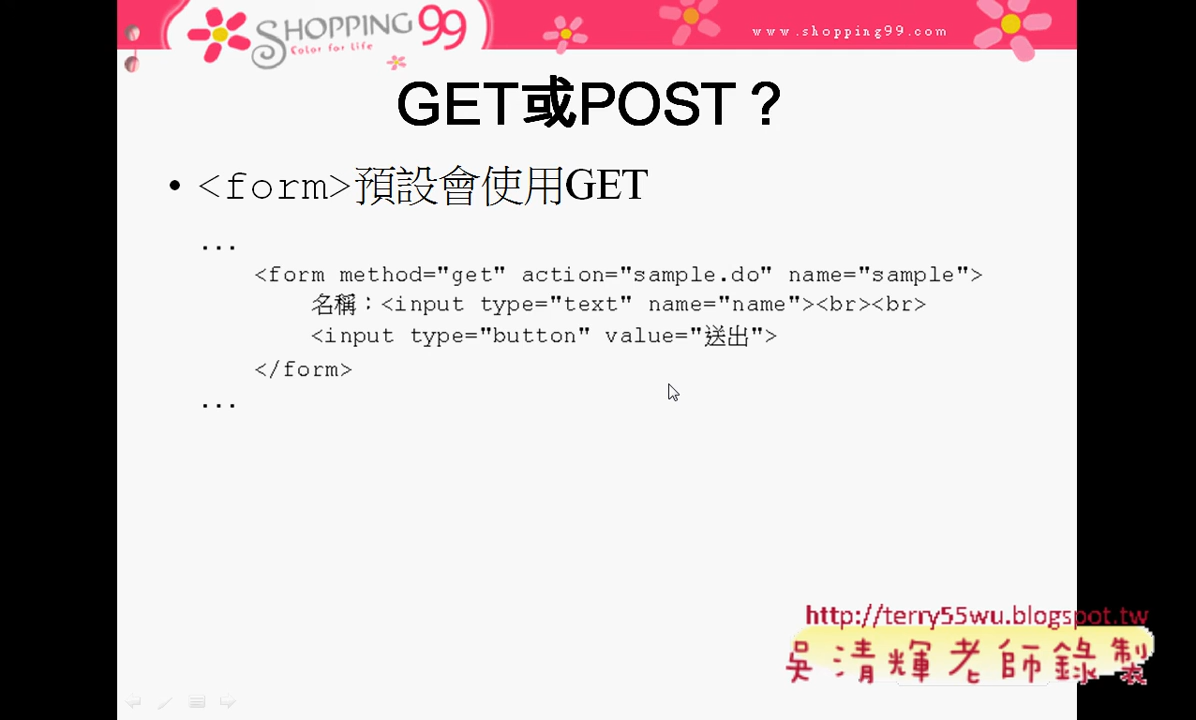 SHOPPING 99
Color for Life
www.shopping99.com
GET或POST？
• <form>預設會使用GET
...
<form method="get" action="sample.do" name="sample">
名稱：<input type="text" name="name"><br><br>
<input type="button" value="送出">
</form>
...
http://terry55wu.blogspot.tw
吳清輝老師錄製